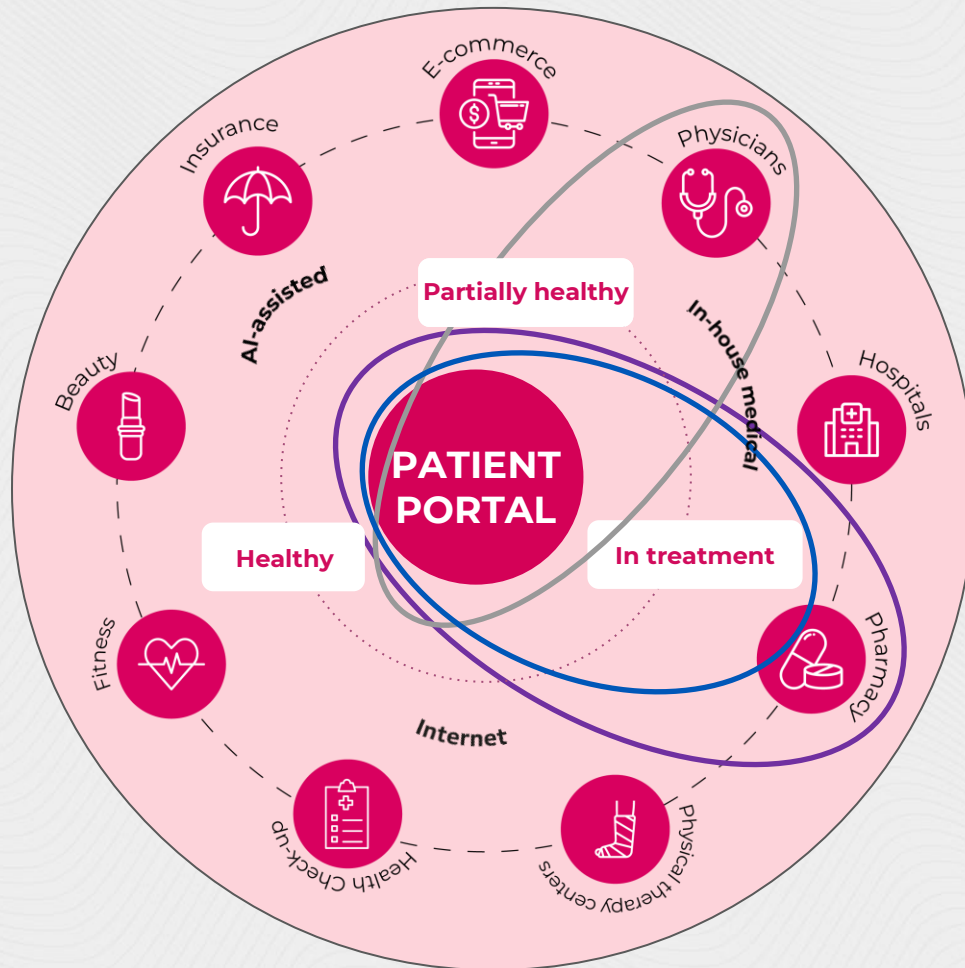 E-commerce
Physicians
Insurance
AI-assisted
Partially healthy
In-house medical
Beauty
Hospitals
PATIENT
PORTAL
Healthy
In treatment
Fitness
Pharmacy
Internet
Health Check-up
Physical therapy centers
$